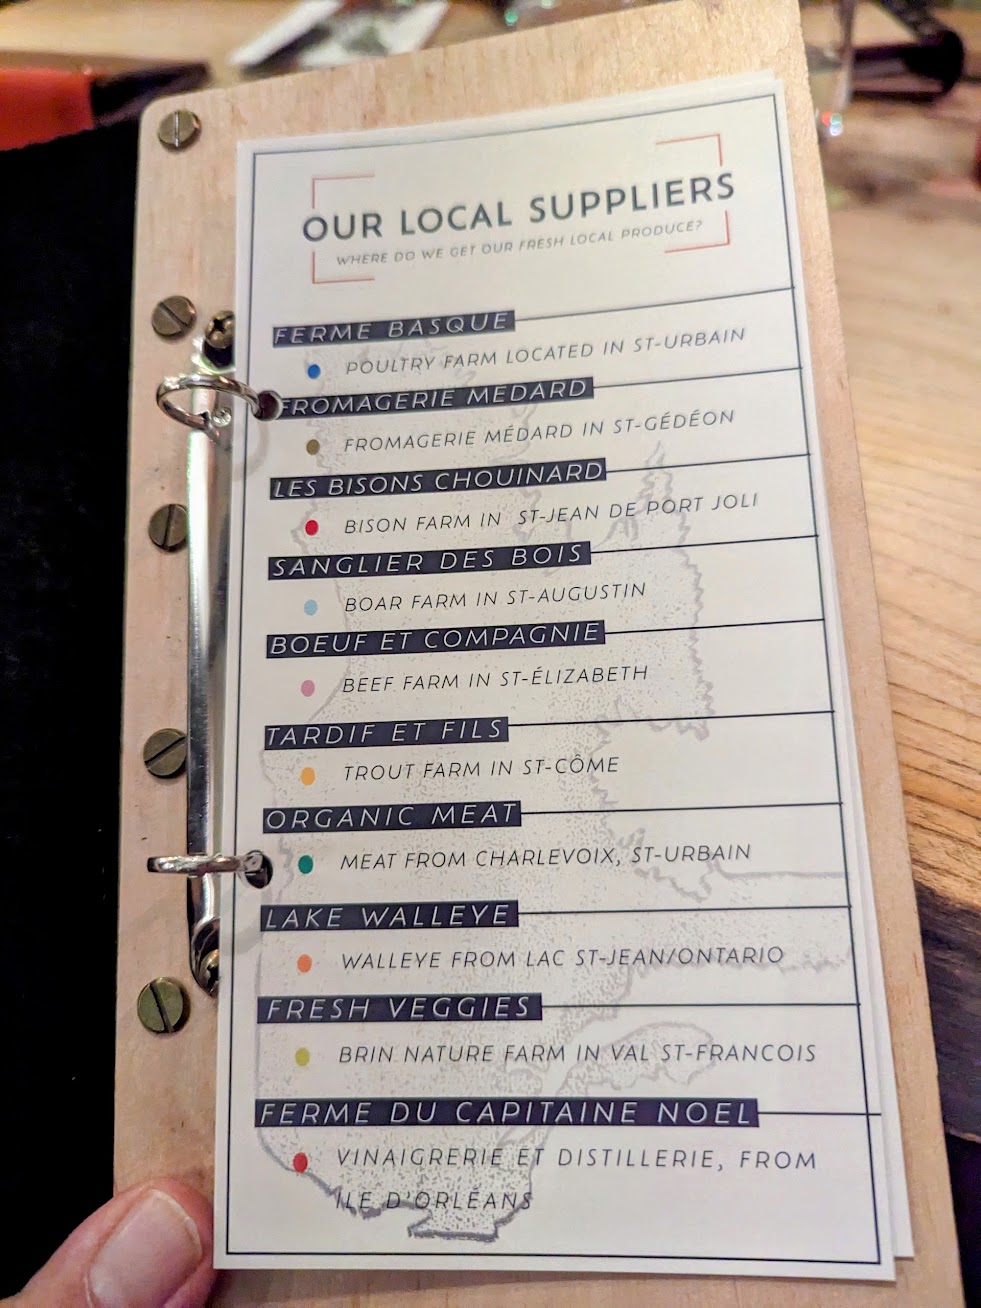 OUR LOCAL SUPPLIERS
WHERE DO WE GET OUR FRESH LOCAL PRODUCE?
FERME BASQUE
POULTRY FARM LOCATED IN ST-URBAIN
FROMAGERIE MEDARD
FROMAGERIE MÉDARD IN ST-GÉDÉON
LES BISONS CHOUINARD
BISON FARM IN ST-JEAN DE PORT JOLI
SANGLIER DES BOIS
BOAR FARM IN ST-AUGUSTIN
BOEUF ET COMPAGNIE
BEEF FARM IN ST-ÉLIZABETH
TARDIF ET FILS
TROUT FARM IN ST-CÔME
ORGANIC MEAT
MEAT FROM CHARLEVOIX, ST-URBAIN
LAKE WALLEYE
WALLEYE FROM LAC ST-JEAN/ONTARIO
FRESH VEGGIES
BRIN NATURE FARM IN VAL ST-FRANCOIS
FERME DU CAPITAINE NOEL
VINAIGRERIE ET DISTILLERIE, FROM
ILE D'ORLÉANS